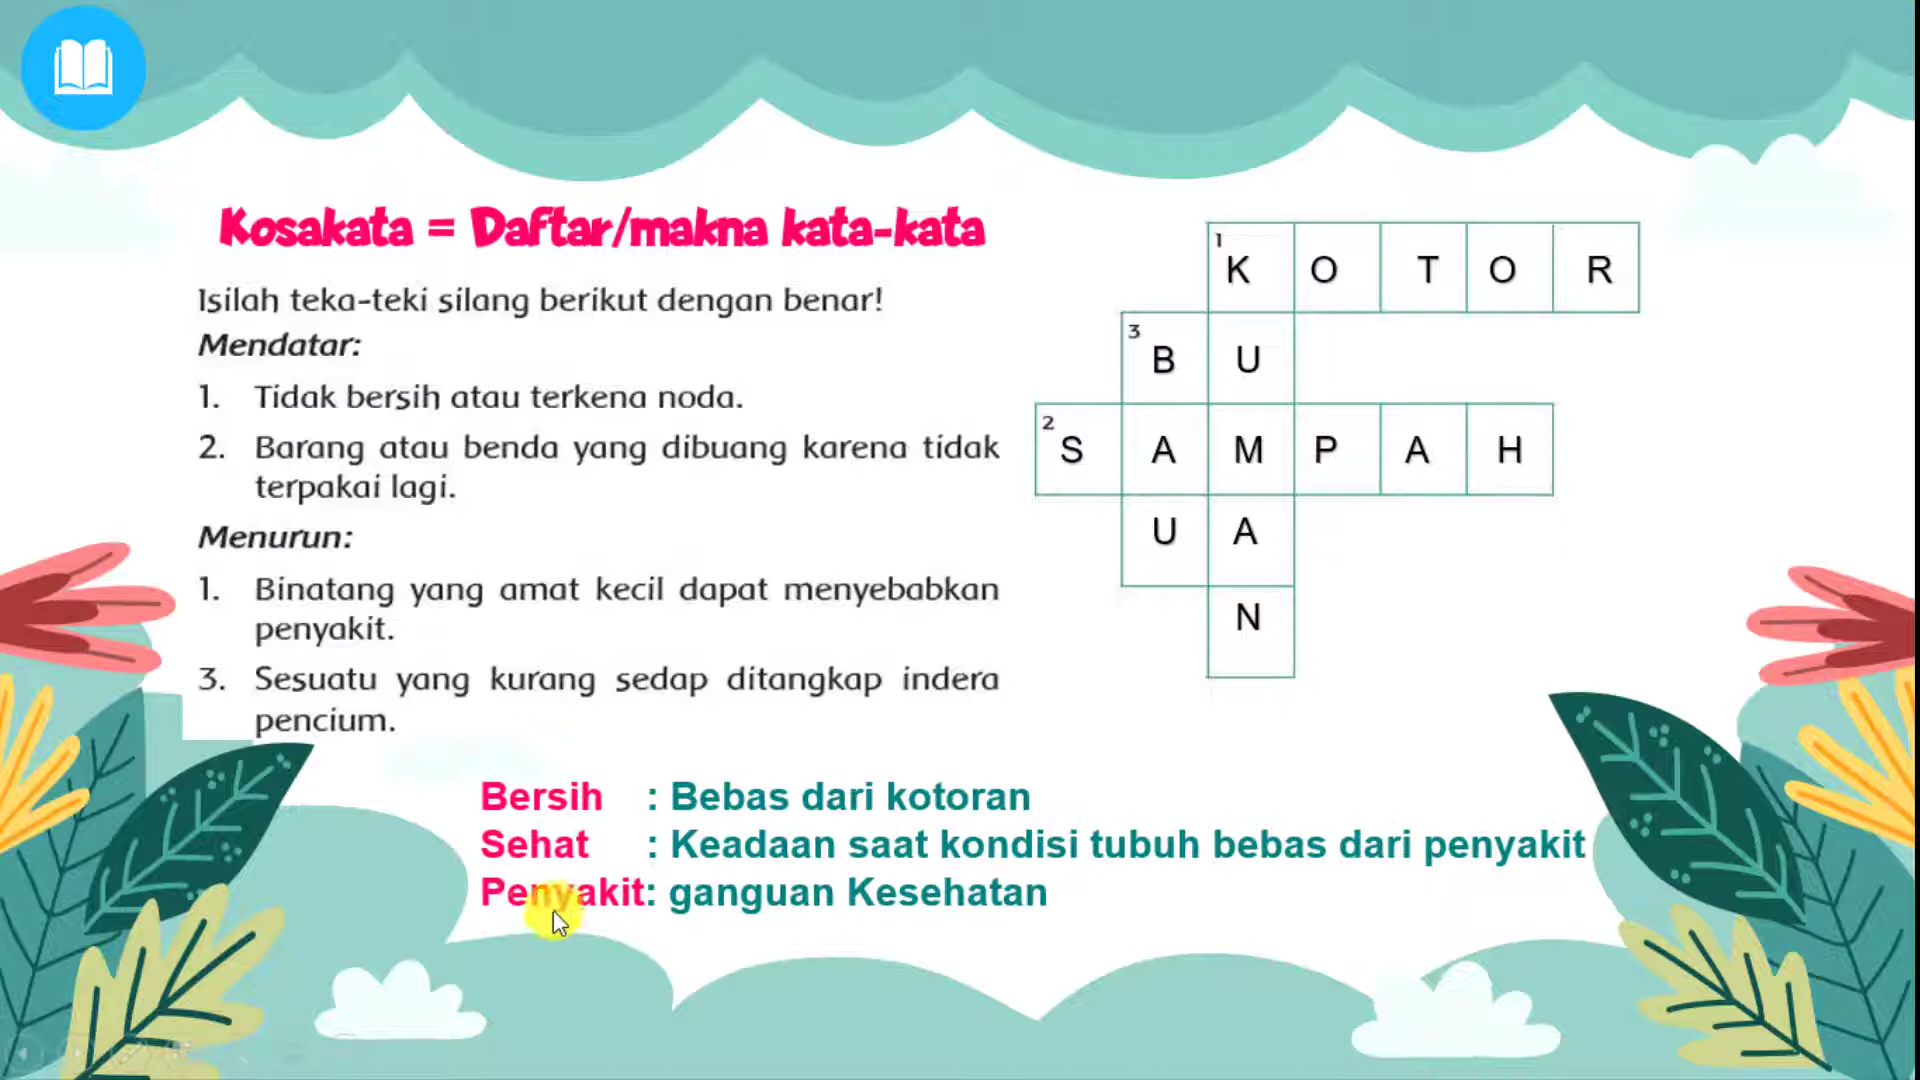 Kosakata = Daftar/makna kata-kata
Isilah teka-teki silang berikut dengan benar!
Mendatar:
1. Tidak bersih atau terkena noda.
2. Barang atau benda yang dibuang karena tidak
terpakai lagi.
Menurun:
1. Binatang yang amat kecil dapat menyebabkan
penyakit.
3. Sesuatu yang kurang sedap ditangkap indera
pencium.
1 K O T O R
3 B U
2 S A M P A H
U A
N
Bersih : Bebas dari kotoran
Sehat : Keadaan saat kondisi tubuh bebas dari penyakit
Penyakit: ganguan Kesehatan